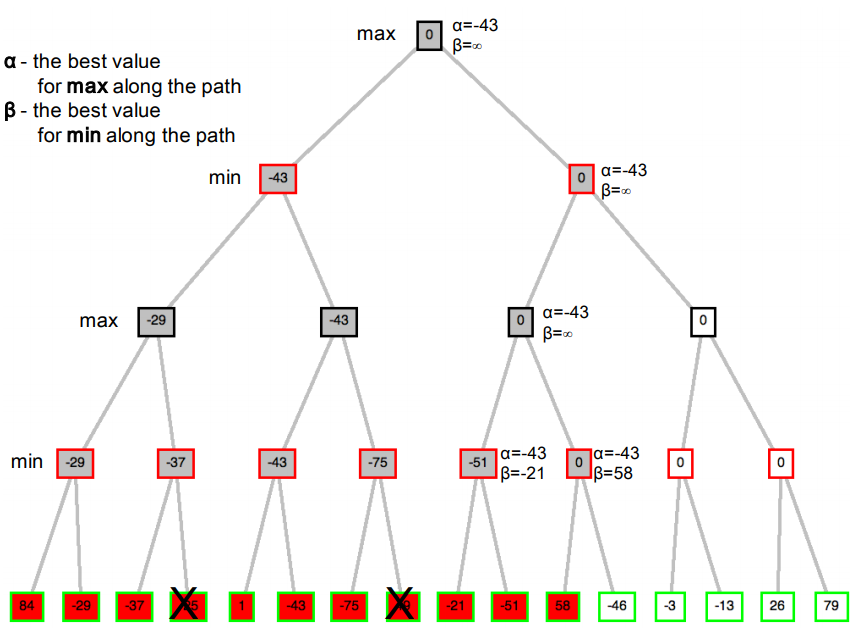 max 0 α=-43
β=∞
α - the best value
for max along the path
β - the best value
for min along the path
min -43 0 α=-43
β=∞
max -29 -43 0 α=-43
β=∞ 0
min -29 -37 -43 -75 -51 α=-43
β=-21 0 α=-43
β=58 0 0
84 -29 -37 1 -43 -75 -21 -51 58 -46 -3 -13 26 79